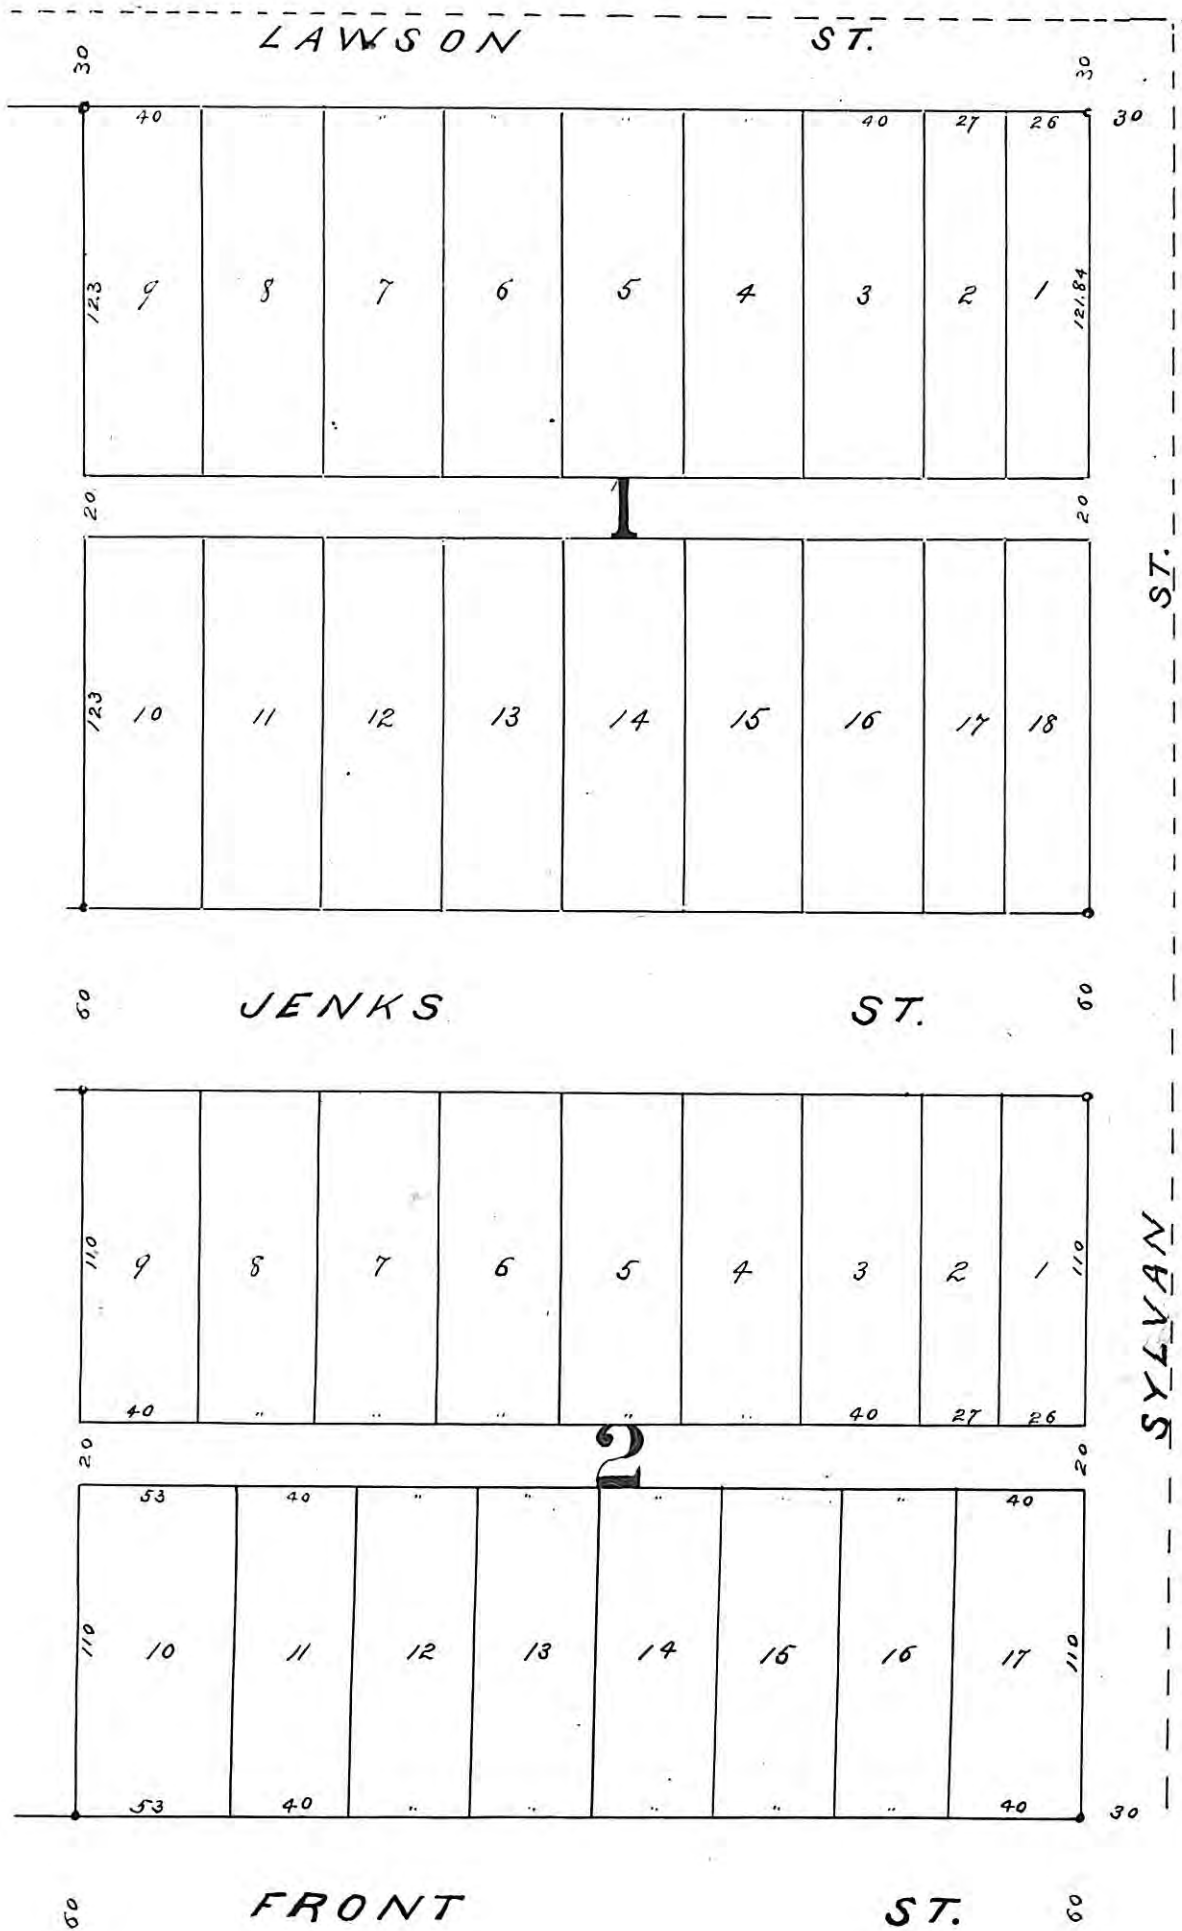 LAWSON ST.
30 30
40 " " " " " 40 27 26 30
123 9 8 7 6 5 4 3 2 1 121.84
20 1 20
ST.
123 10 11 12 13 14 15 16 17 18
60 JENKS ST. 60
110 9 8 7 6 5 4 3 2 1 110
SYLVAN
40 " " " " " 40 27 26
20 2 20
53 40 " " " " " 40
110 10 11 12 13 14 15 16 17 110
53 40 " " " " " 40 30
60 FRONT ST. 60